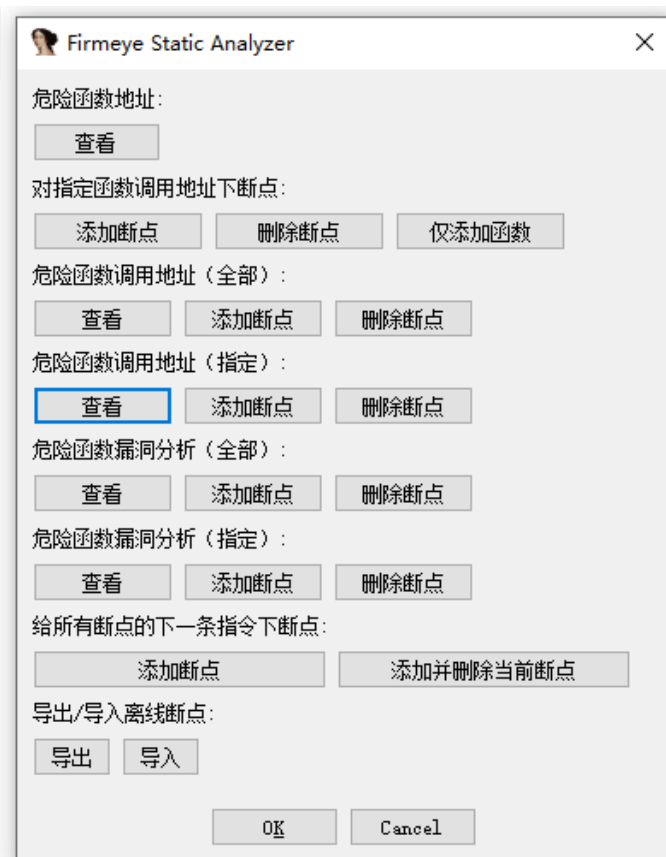 Firmeye Static Analyzer
危险函数地址:
查看
对指定函数调用地址下断点:
添加断点 删除断点 仅添加函数
危险函数调用地址（全部）:
查看 添加断点 删除断点
危险函数调用地址（指定）:
查看 添加断点 删除断点
危险函数漏洞分析（全部）:
查看 添加断点 删除断点
危险函数漏洞分析（指定）:
查看 添加断点 删除断点
给所有断点的下一条指令下断点:
添加断点 添加并删除当前断点
导出/导入离线断点:
导出 导入
OK Cancel